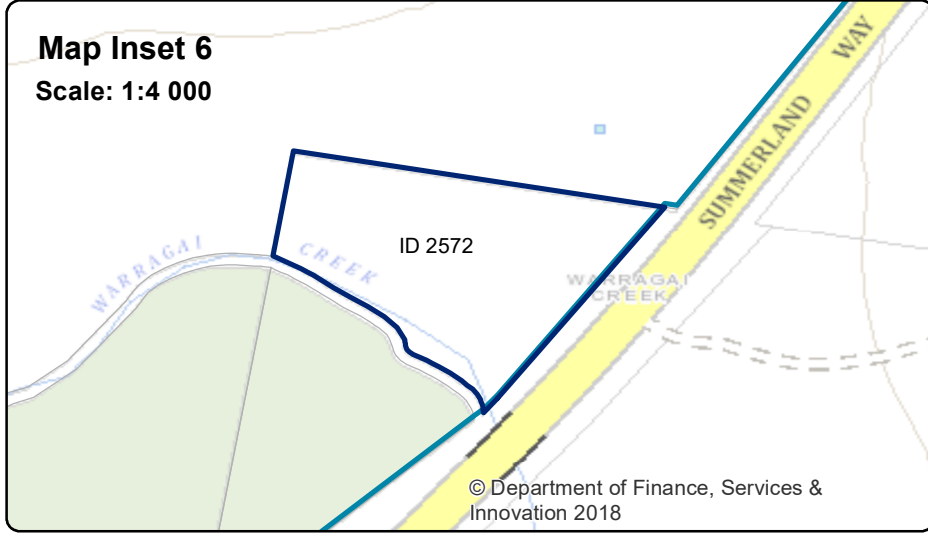 Map Inset 6
Scale: 1:4 000
WAY
SUMMERLAND
ID 2572
WARRAGAI
CREEK
WARRAGAI
CREEK
© Department of Finance, Services &
Innovation 2018